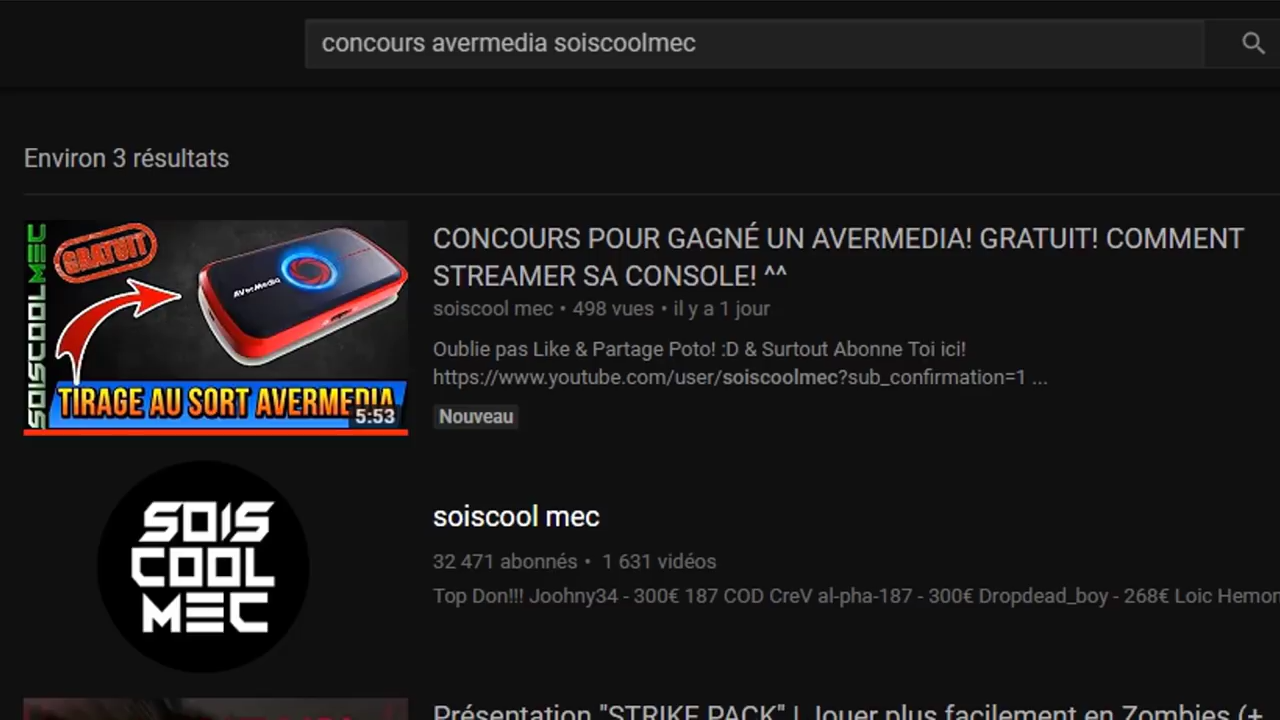 concours avermedia soiscoolmec
Environ 3 résultats
SOISCOOLMEC
GRATUIT
AVerMedia
TIRAGE AU SORT AVERMEDIA
5:53
CONCOURS POUR GAGNÉ UN AVERMEDIA! GRATUIT! COMMENT
STREAMER SA CONSOLE! ^^
soiscool mec • 498 vues • il y a 1 jour
Oublie pas Like & Partage Poto! :D & Surtout Abonne Toi ici!
https://www.youtube.com/user/soiscoolmec?sub_confirmation=1 ...
Nouveau
SOIS
COOL
MEC
soiscool mec
32 471 abonnés • 1 631 vidéos
Top Don!!! Joohny34 - 300€ 187 COD CreV al-pha-187 - 300€ Dropdead_boy - 268€ Loic Hemon
Présentation "STRIKE PACK" | Jouer plus facilement en Zombies (+